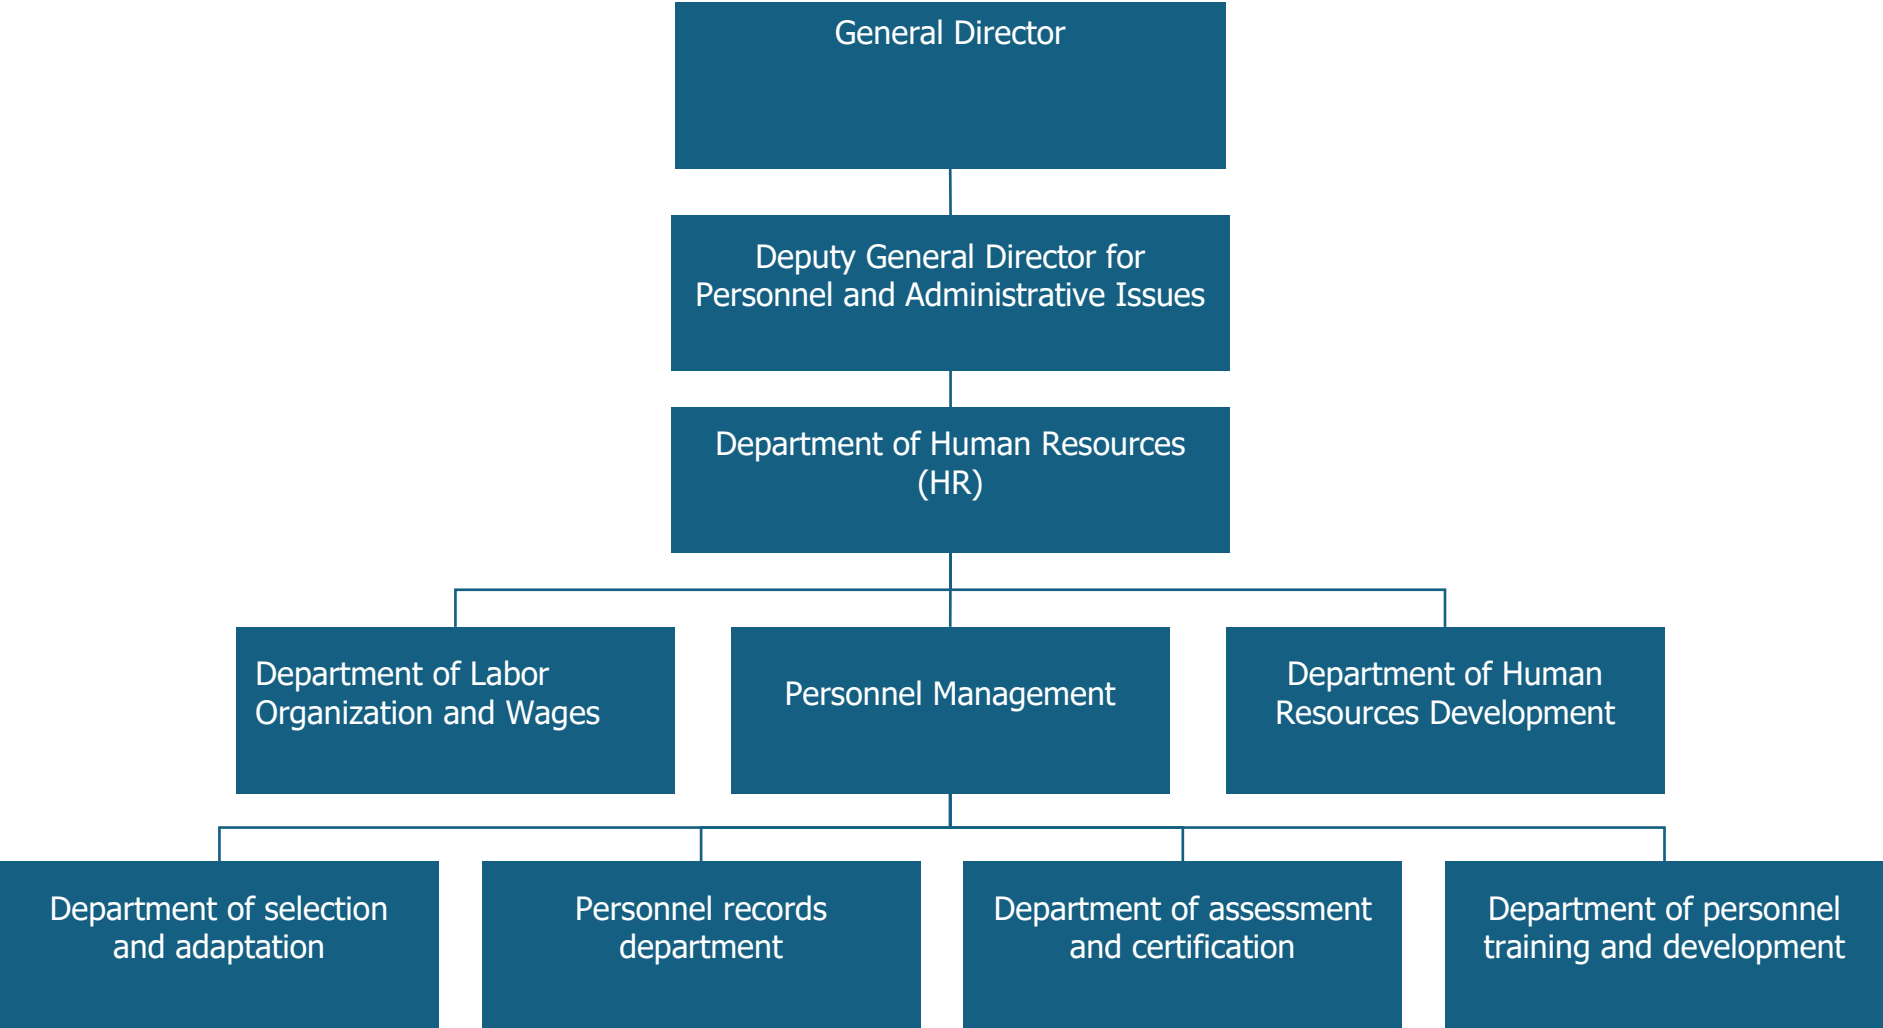 General Director
Deputy General Director for
Personnel and Administrative Issues
Department of Human Resources
(HR)
Department of Labor
Organization and Wages
Personnel Management
Department of Human
Resources Development
Department of selection
and adaptation
Personnel records
department
Department of assessment
and certification
Department of personnel
training and development